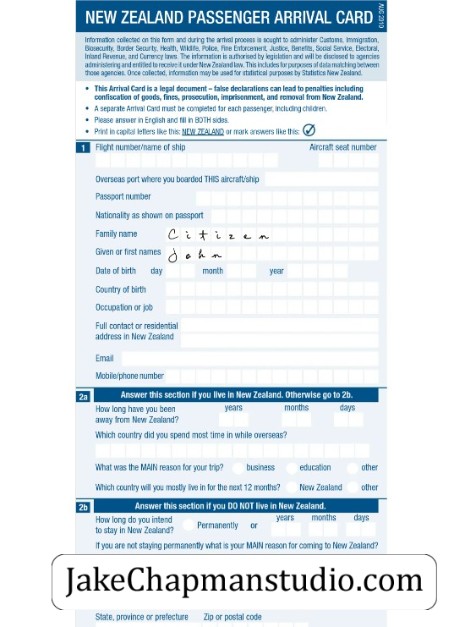 NEW ZEALAND PASSENGER ARRIVAL CARD
AUG 2010
Information collected on this form and during the arrival process is sought to administer Customs, Immigration,
Biosecurity, Border Security, Health, Wildlife, Police, Fine Enforcement, Justice, Benefits, Social Service, Electoral,
Inland Revenue, and Currency laws. The information is authorised by legislation and will be disclosed to agencies
administering and entitled to receive it under New Zealand law. This includes for purposes of data matching between
those agencies. Once collected, information may be used for statistical purposes by Statistics New Zealand.
• This Arrival Card is a legal document – false declarations can lead to penalties including
confiscation of goods, fines, prosecution, imprisonment, and removal from New Zealand.
• A separate Arrival Card must be completed for each passenger, including children.
• Please answer in English and fill in BOTH sides.
• Print in capital letters like this: NEW ZEALAND or mark answers like this:
1 Flight number/name of ship Aircraft seat number
Overseas port where you boarded THIS aircraft/ship
Passport number
Nationality as shown on passport
Family name Citizen
Given or first names John
Date of birth day month year
Country of birth
Occupation or job
Full contact or residential
address in New Zealand
Email
Mobile/phone number
2a Answer this section if you live in New Zealand. Otherwise go to 2b.
How long have you been years months days
away from New Zealand?
Which country did you spend most time in while overseas?
What was the MAIN reason for your trip? business education other
Which country will you mostly live in for the next 12 months? New Zealand other
2b Answer this section if you DO NOT live in New Zealand.
How long do you intend years months days
to stay in New Zealand? Permanently or
If you are not staying permanently what is your MAIN reason for coming to New Zealand?
JakeChapmanstudio.com
State, province or prefecture Zip or postal code